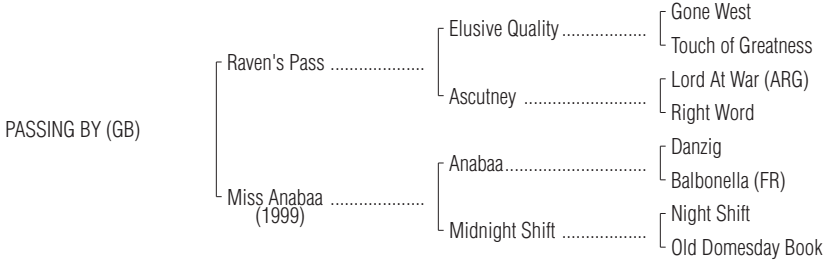 Gone West
Elusive Quality ...................
Touch of Greatness
Raven's Pass .....................
Lord At War (ARG)
Ascutney ...........................
Right Word
PASSING BY (GB)
Danzig
Anabaa...............................
Balbonella (FR)
Miss Anabaa .....................
(1999)
Night Shift
Midnight Shift ...................
Old Domesday Book